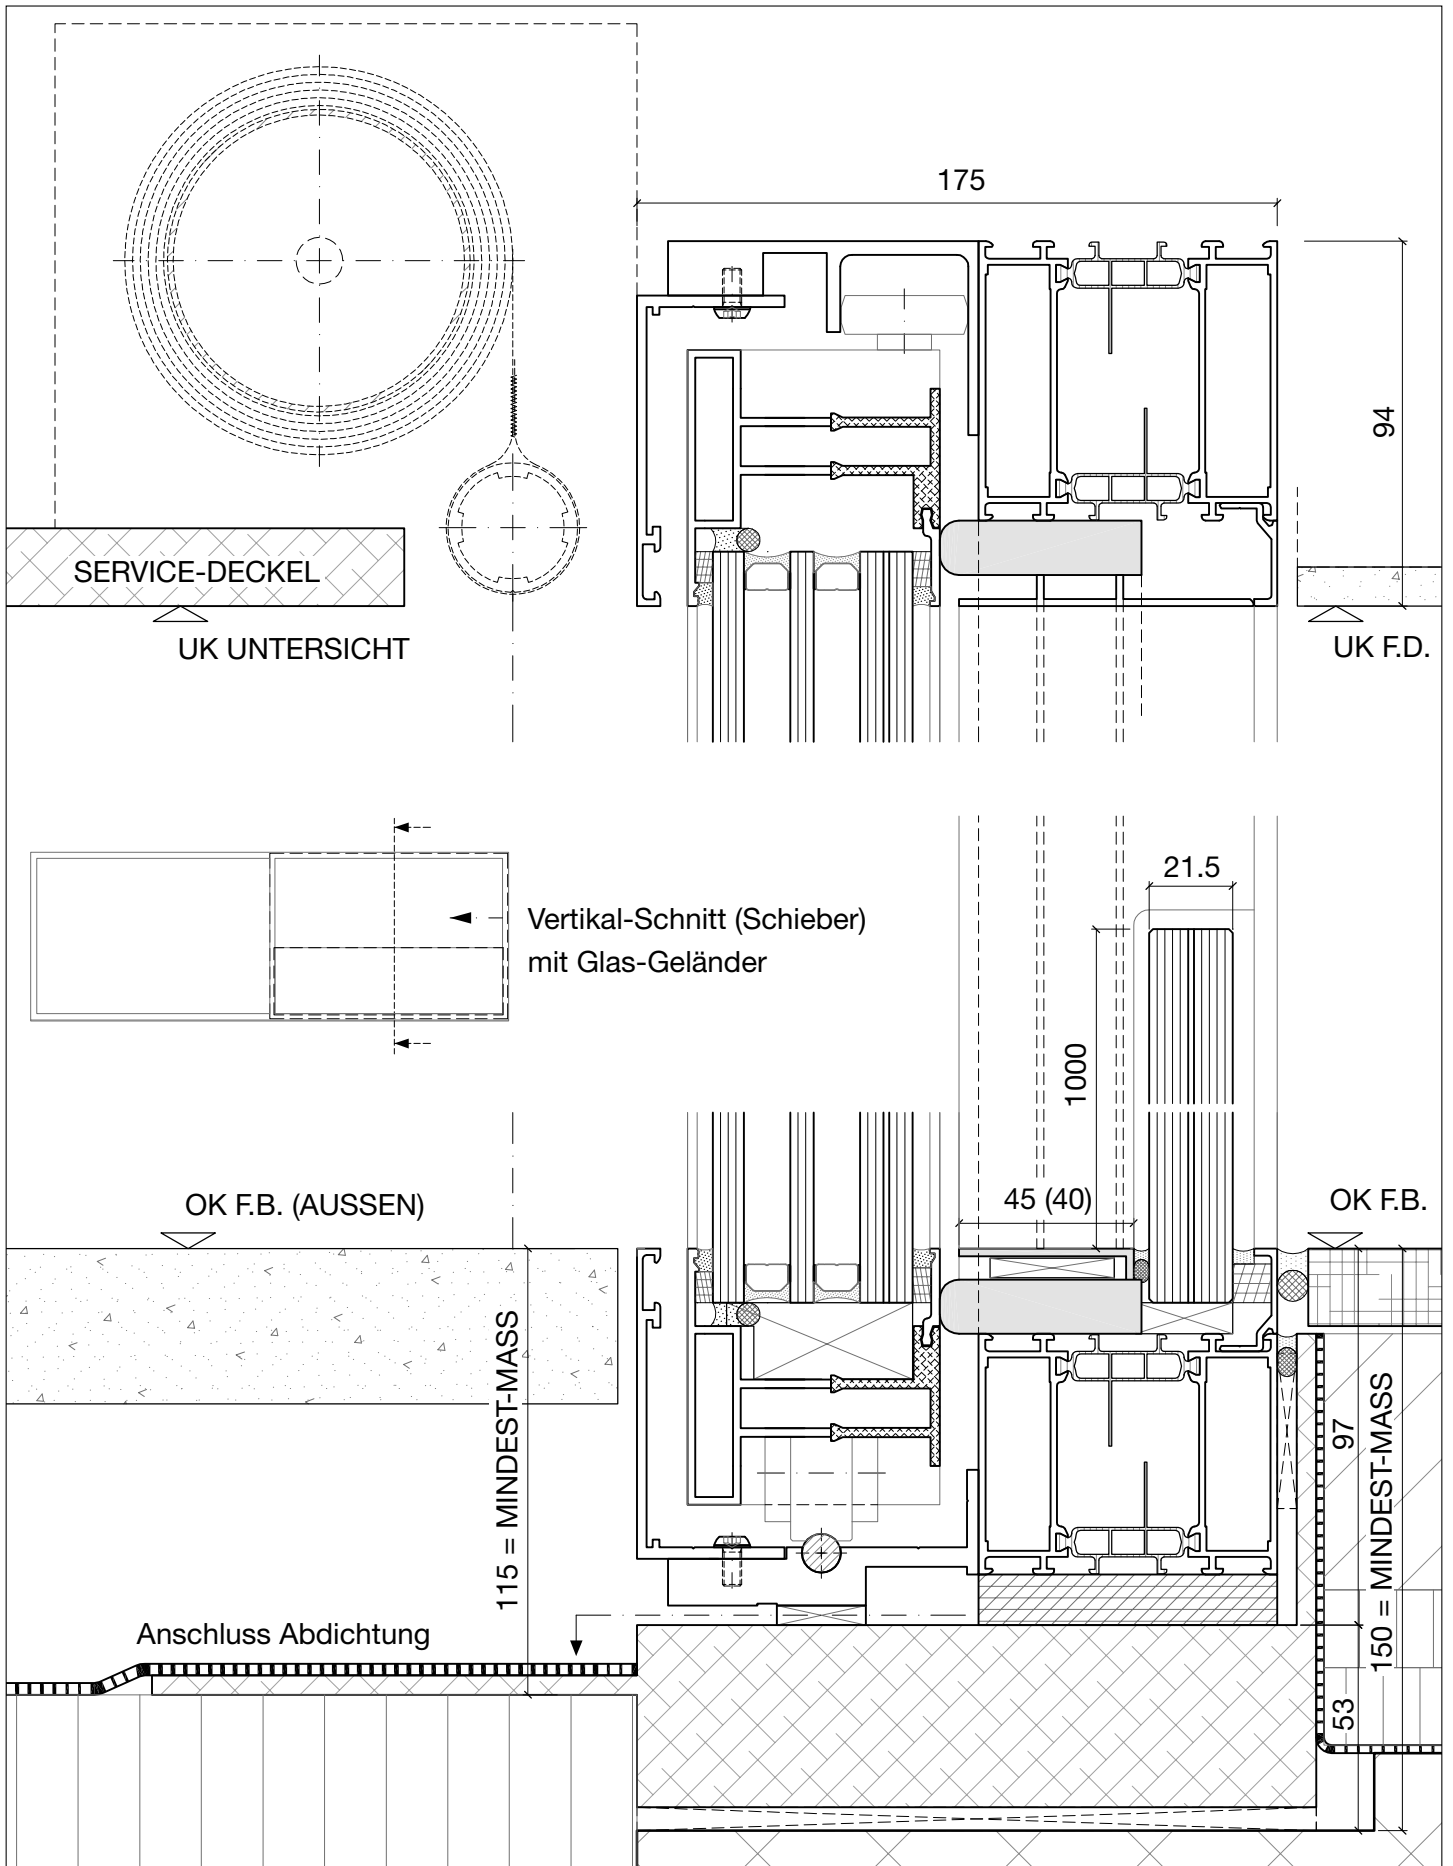 175
94
SERVICE-DECKEL
UK UNTERSICHT
UK F.D.
21.5
Vertikal-Schnitt (Schieber)
mit Glas-Geländer
1000
OK F.B. (AUSSEN)
45 (40)
OK F.B.
115 = MINDEST-MASS
97
150 = MINDEST-MASS
Anschluss Abdichtung
53